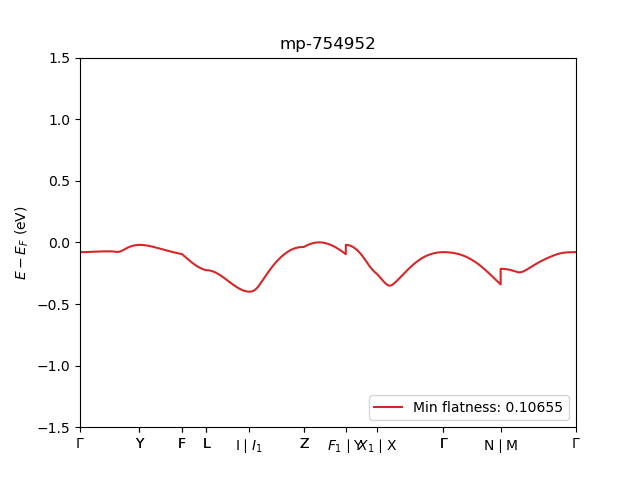 mp-754952
E − E_F (eV)
1.5
1.0
0.5
0.0
−0.5
−1.0
−1.5
Min flatness: 0.10655
Γ Y F L I | I₁ Z F₁ | Y X₁ | X Γ N | M Γ